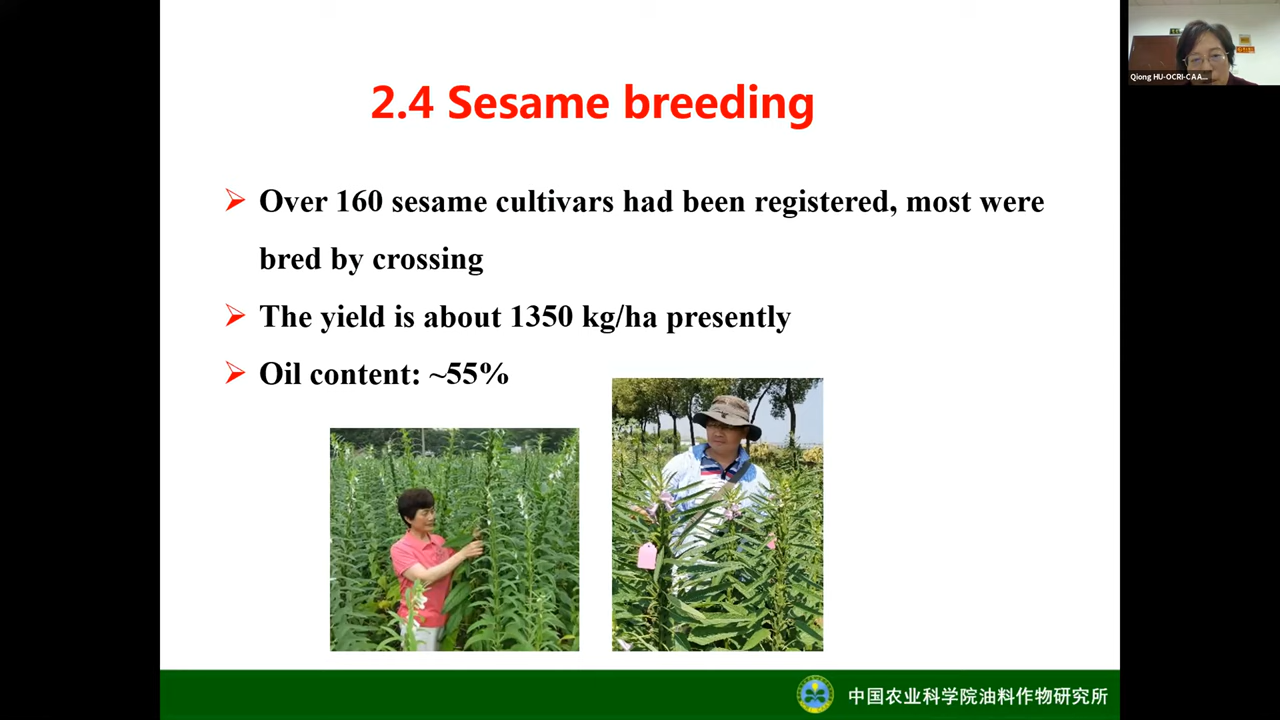 2.4 Sesame breeding
Over 160 sesame cultivars had been registered, most were
bred by crossing
The yield is about 1350 kg/ha presently
Oil content: ~55%
中国农业科学院油料作物研究所
Qiong HU-OCRI-CAA...